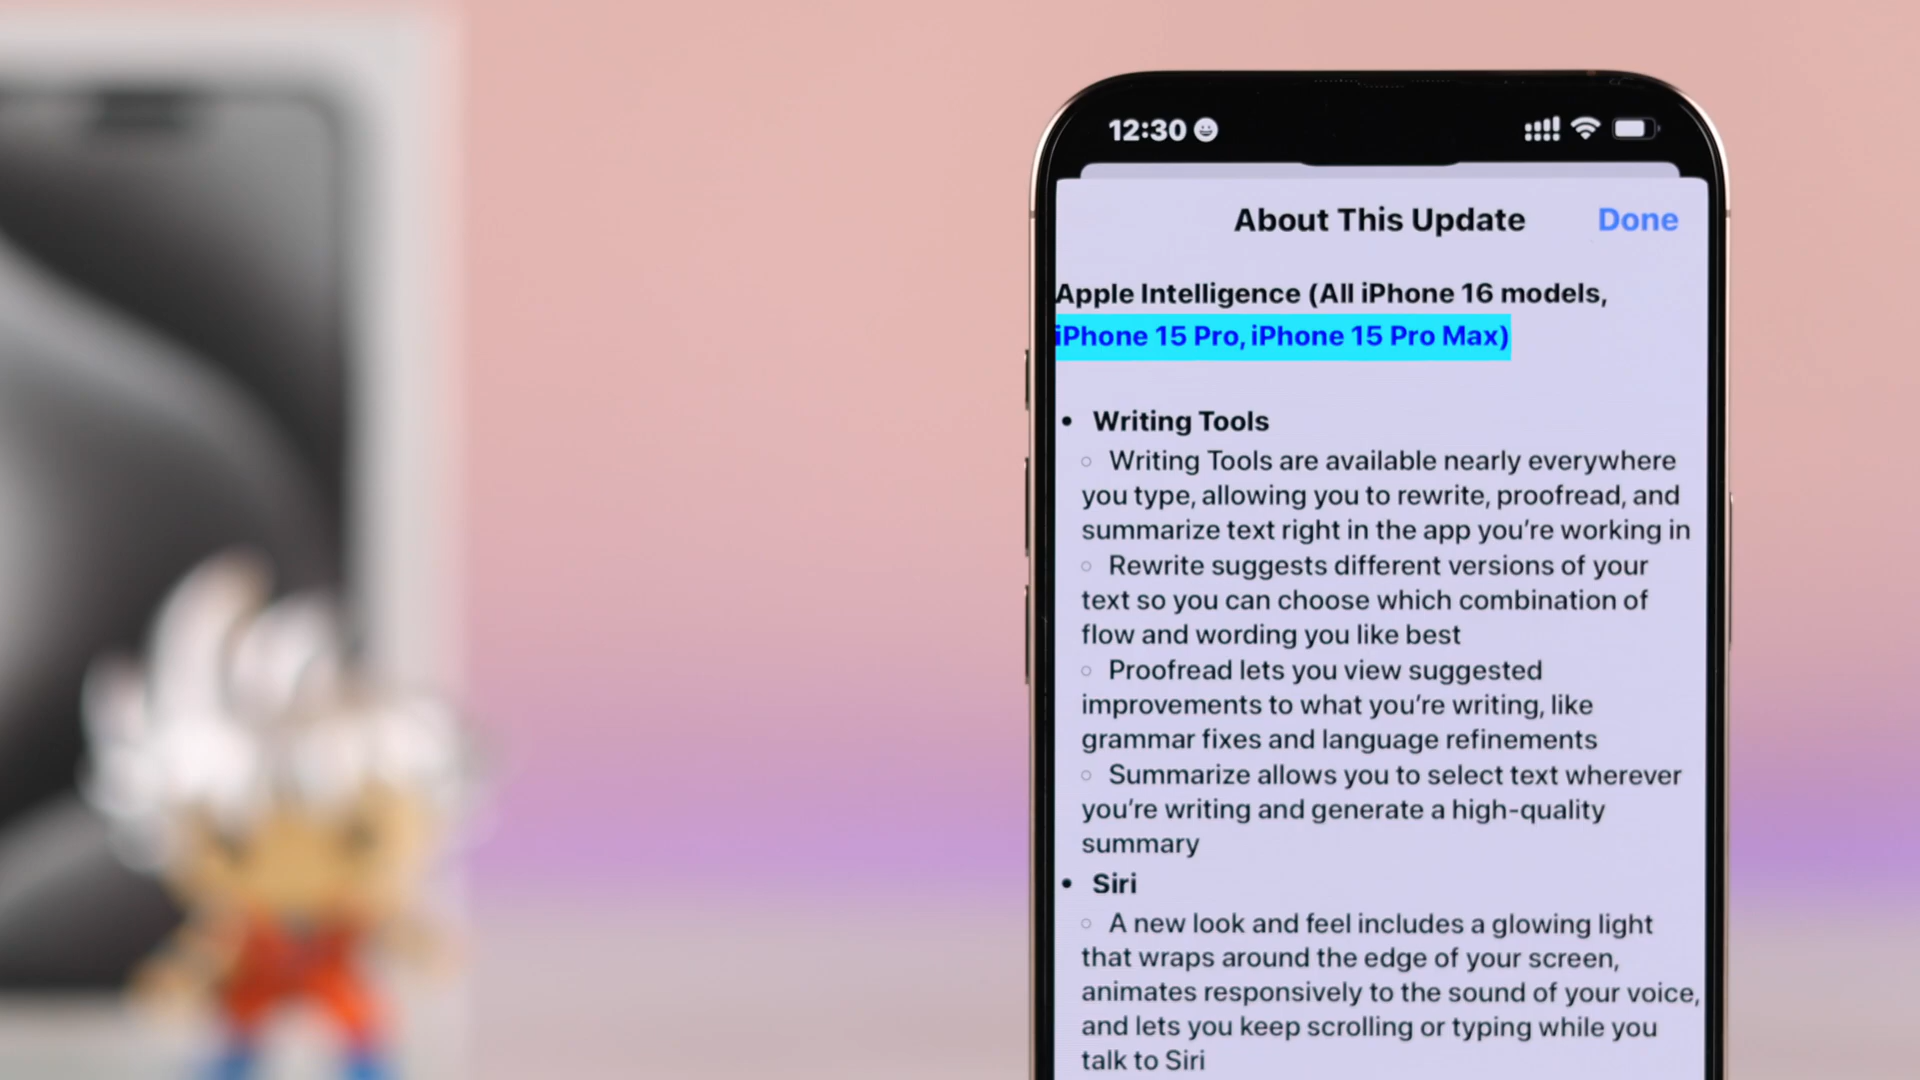 12:30
About This Update
Done
Apple Intelligence (All iPhone 16 models,
iPhone 15 Pro, iPhone 15 Pro Max)
• Writing Tools
◦ Writing Tools are available nearly everywhere
you type, allowing you to rewrite, proofread, and
summarize text right in the app you’re working in
◦ Rewrite suggests different versions of your
text so you can choose which combination of
flow and wording you like best
◦ Proofread lets you view suggested
improvements to what you’re writing, like
grammar fixes and language refinements
◦ Summarize allows you to select text wherever
you’re writing and generate a high-quality
summary
• Siri
◦ A new look and feel includes a glowing light
that wraps around the edge of your screen,
animates responsively to the sound of your voice,
and lets you keep scrolling or typing while you
talk to Siri